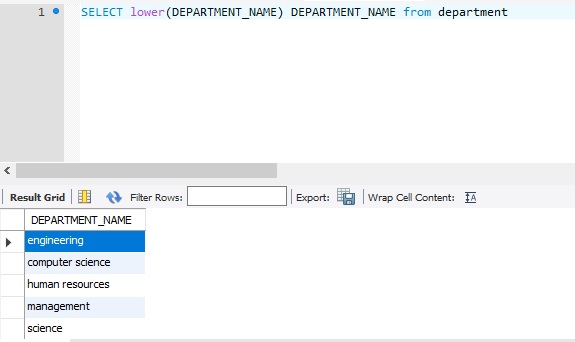 1 SELECT lower(DEPARTMENT_NAME) DEPARTMENT_NAME from department
Result Grid Filter Rows: Export: Wrap Cell Content:
DEPARTMENT_NAME
engineering
computer science
human resources
management
science